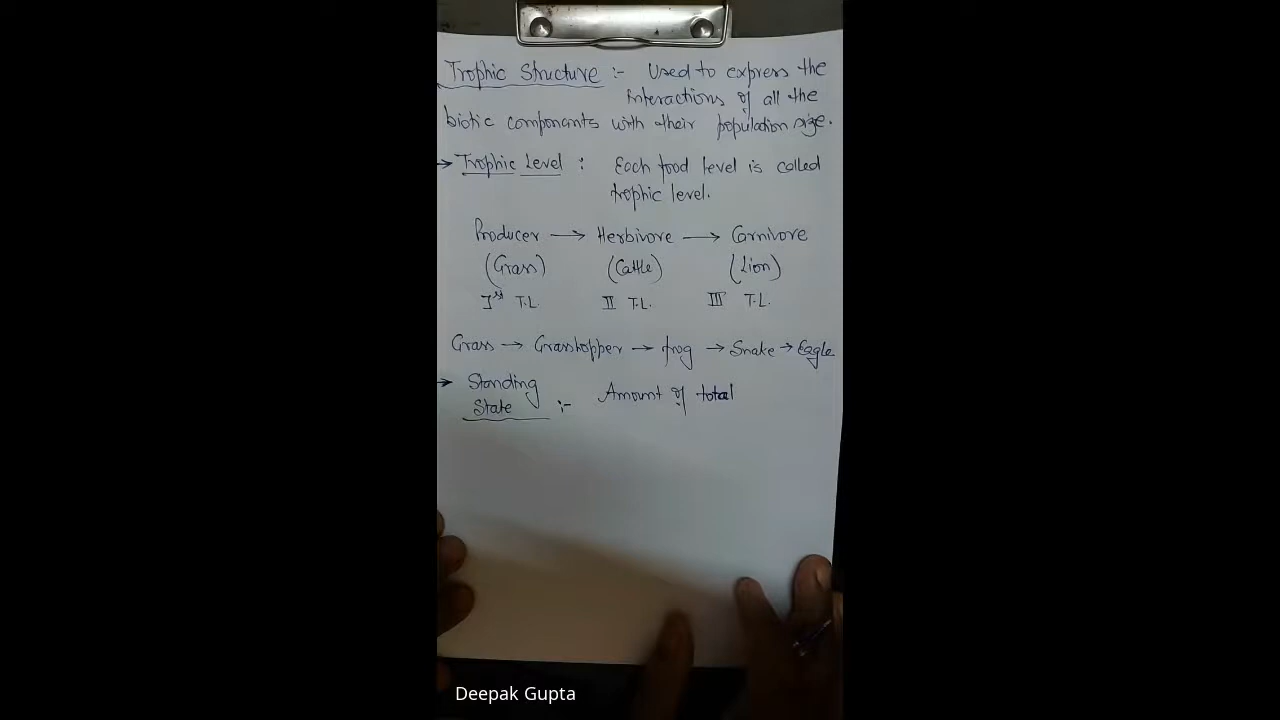 Trophic Structure :- Used to express the
interactions of all the
biotic componants with their population size.
→ Trophic Level : Each food level is called
trophic level.
Producer → Herbivore → Carnivore
(Grass) (Cattle) (Lion)
Ist T.L. II T.L. III T.L.
Grass → Grasshopper → frog → Snake → Eagle
→ Standing
State :- Amount of total
Deepak Gupta